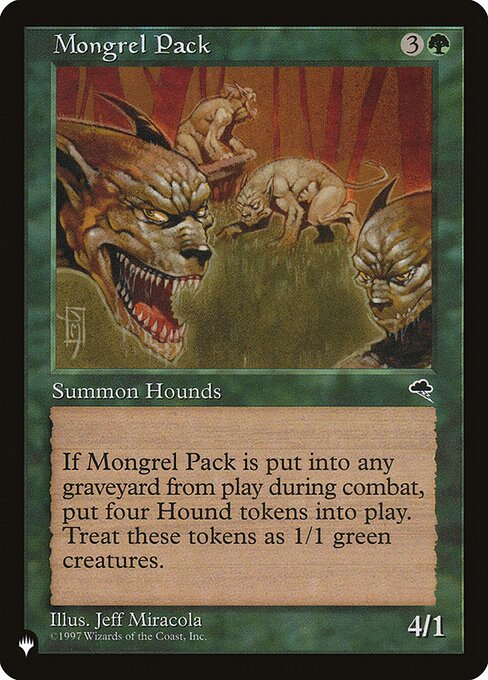 Mongrel Pack 3
Summon Hounds
If Mongrel Pack is put into any
graveyard from play during combat,
put four Hound tokens into play.
Treat these tokens as 1/1 green
creatures.
Illus. Jeff Miracola
4/1
©1997 Wizards of the Coast, Inc.